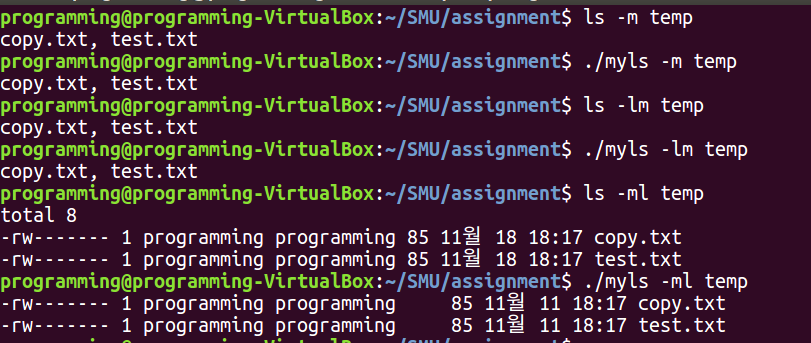 programming@programming-VirtualBox:~/SMU/assignment$ ls -m temp
copy.txt, test.txt
programming@programming-VirtualBox:~/SMU/assignment$ ./myls -m temp
copy.txt, test.txt
programming@programming-VirtualBox:~/SMU/assignment$ ls -lm temp
copy.txt, test.txt
programming@programming-VirtualBox:~/SMU/assignment$ ./myls -lm temp
copy.txt, test.txt
programming@programming-VirtualBox:~/SMU/assignment$ ls -ml temp
total 8
-rw------- 1 programming programming 85 11월 18 18:17 copy.txt
-rw------- 1 programming programming 85 11월 18 18:17 test.txt
programming@programming-VirtualBox:~/SMU/assignment$ ./myls -ml temp
-rw------- 1 programming programming     85 11월 11 18:17 copy.txt
-rw------- 1 programming programming     85 11월 11 18:17 test.txt